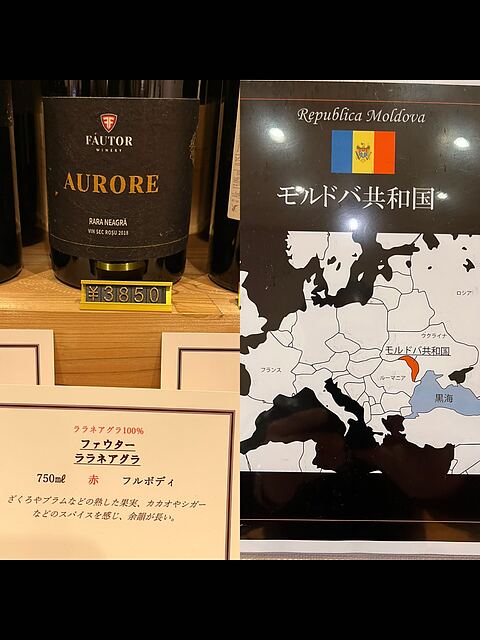 FÁUTOR
WINERY
AURORE
RARA NEAGRĂ
VIN SEC ROȘU 2018
¥3850
ララネアグラ100%
ファウター
ララネアグラ
750㎖ 赤 フルボディ
ざくろやプラムなどの熟した果実、カカオやシガー
などのスパイスを感じ、余韻が長い。
Republica Moldova
モルドバ共和国
ロシア
ウクライナ
モルドバ共和国
フランス
ルーマニア
黒海